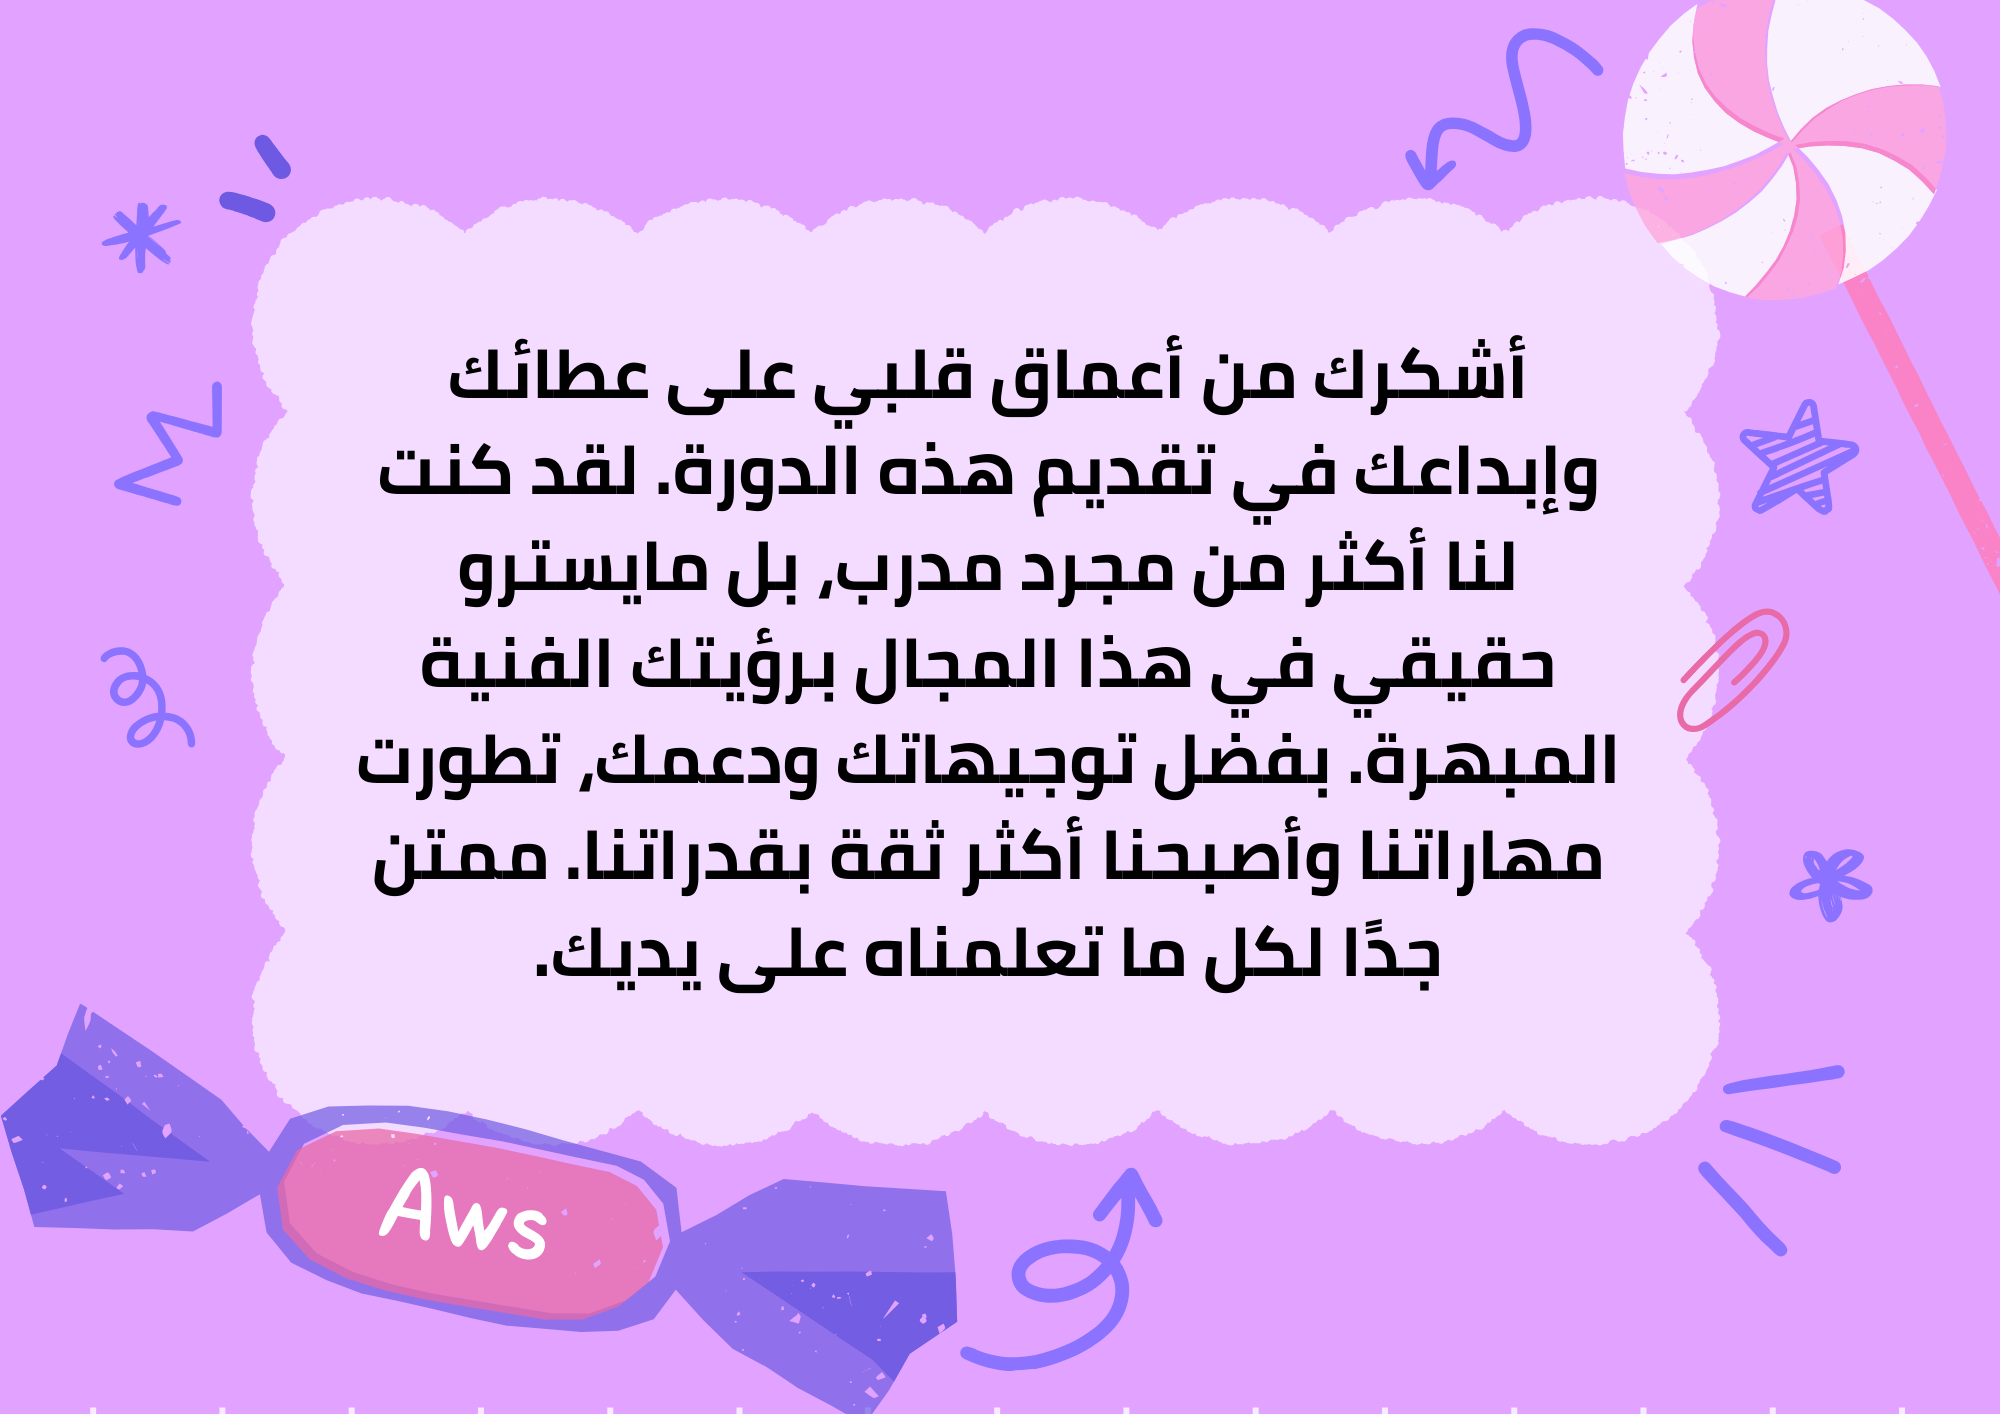 أشكرك من أعماق قلبي على عطائك
وإبداعك في تقديم هذه الدورة. لقد كنت
لنا أكثر من مجرد مدرب، بل مايسترو
حقيقي في هذا المجال برؤيتك الفنية
المبهرة. بفضل توجيهاتك ودعمك، تطورت
مهاراتنا وأصبحنا أكثر ثقة بقدراتنا. ممتن
جدًا لكل ما تعلمناه على يديك.
Aws